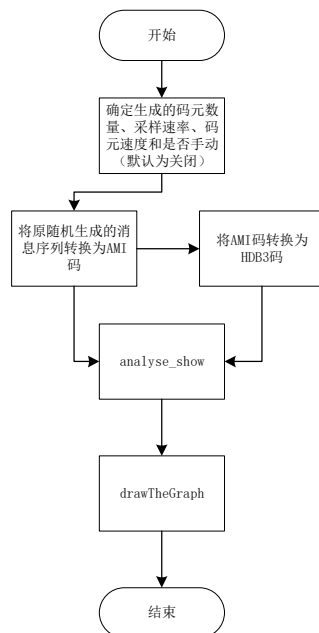 开始
确定生成的码元数
量、采样速率、码
元速度和是否手动
（默认为关闭）
将原随机生成的消
息序列转换为AMI
码
将AMI码转换为
HDB3码
analyse_show
drawTheGraph
结束